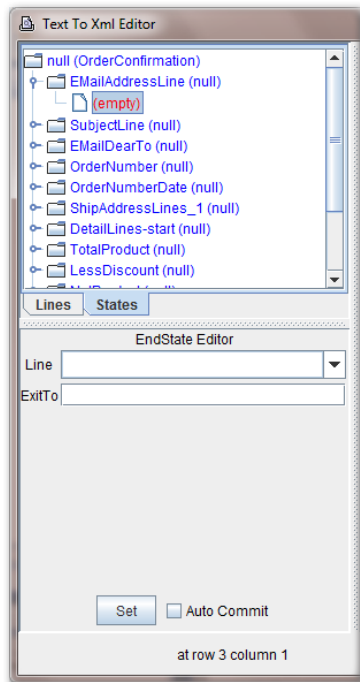 Text To Xml Editor
null (OrderConfirmation)
EMailAddressLine (null)
(empty)
SubjectLine (null)
EMailDearTo (null)
OrderNumber (null)
OrderNumberDate (null)
ShipAddressLines_1 (null)
DetailLines-start (null)
TotalProduct (null)
LessDiscount (null)
Lines States
EndState Editor
Line
ExitTo
Set Auto Commit
at row 3 column 1